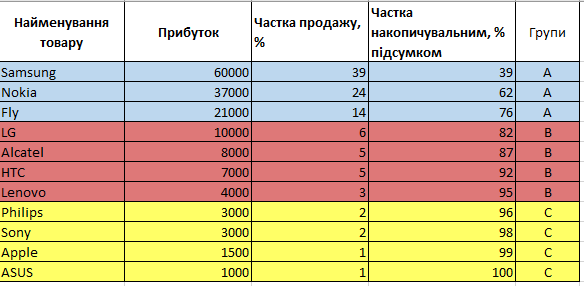 Найменування товару | Прибуток | Частка продажу, % | Частка накопичувальним, % підсумком | Групи
Samsung | 60000 | 39 | 39 | A
Nokia | 37000 | 24 | 62 | A
Fly | 21000 | 14 | 76 | A
LG | 10000 | 6 | 82 | B
Alcatel | 8000 | 5 | 87 | B
HTC | 7000 | 5 | 92 | B
Lenovo | 4000 | 3 | 95 | B
Philips | 3000 | 2 | 96 | C
Sony | 3000 | 2 | 98 | C
Apple | 1500 | 1 | 99 | C
ASUS | 1000 | 1 | 100 | C